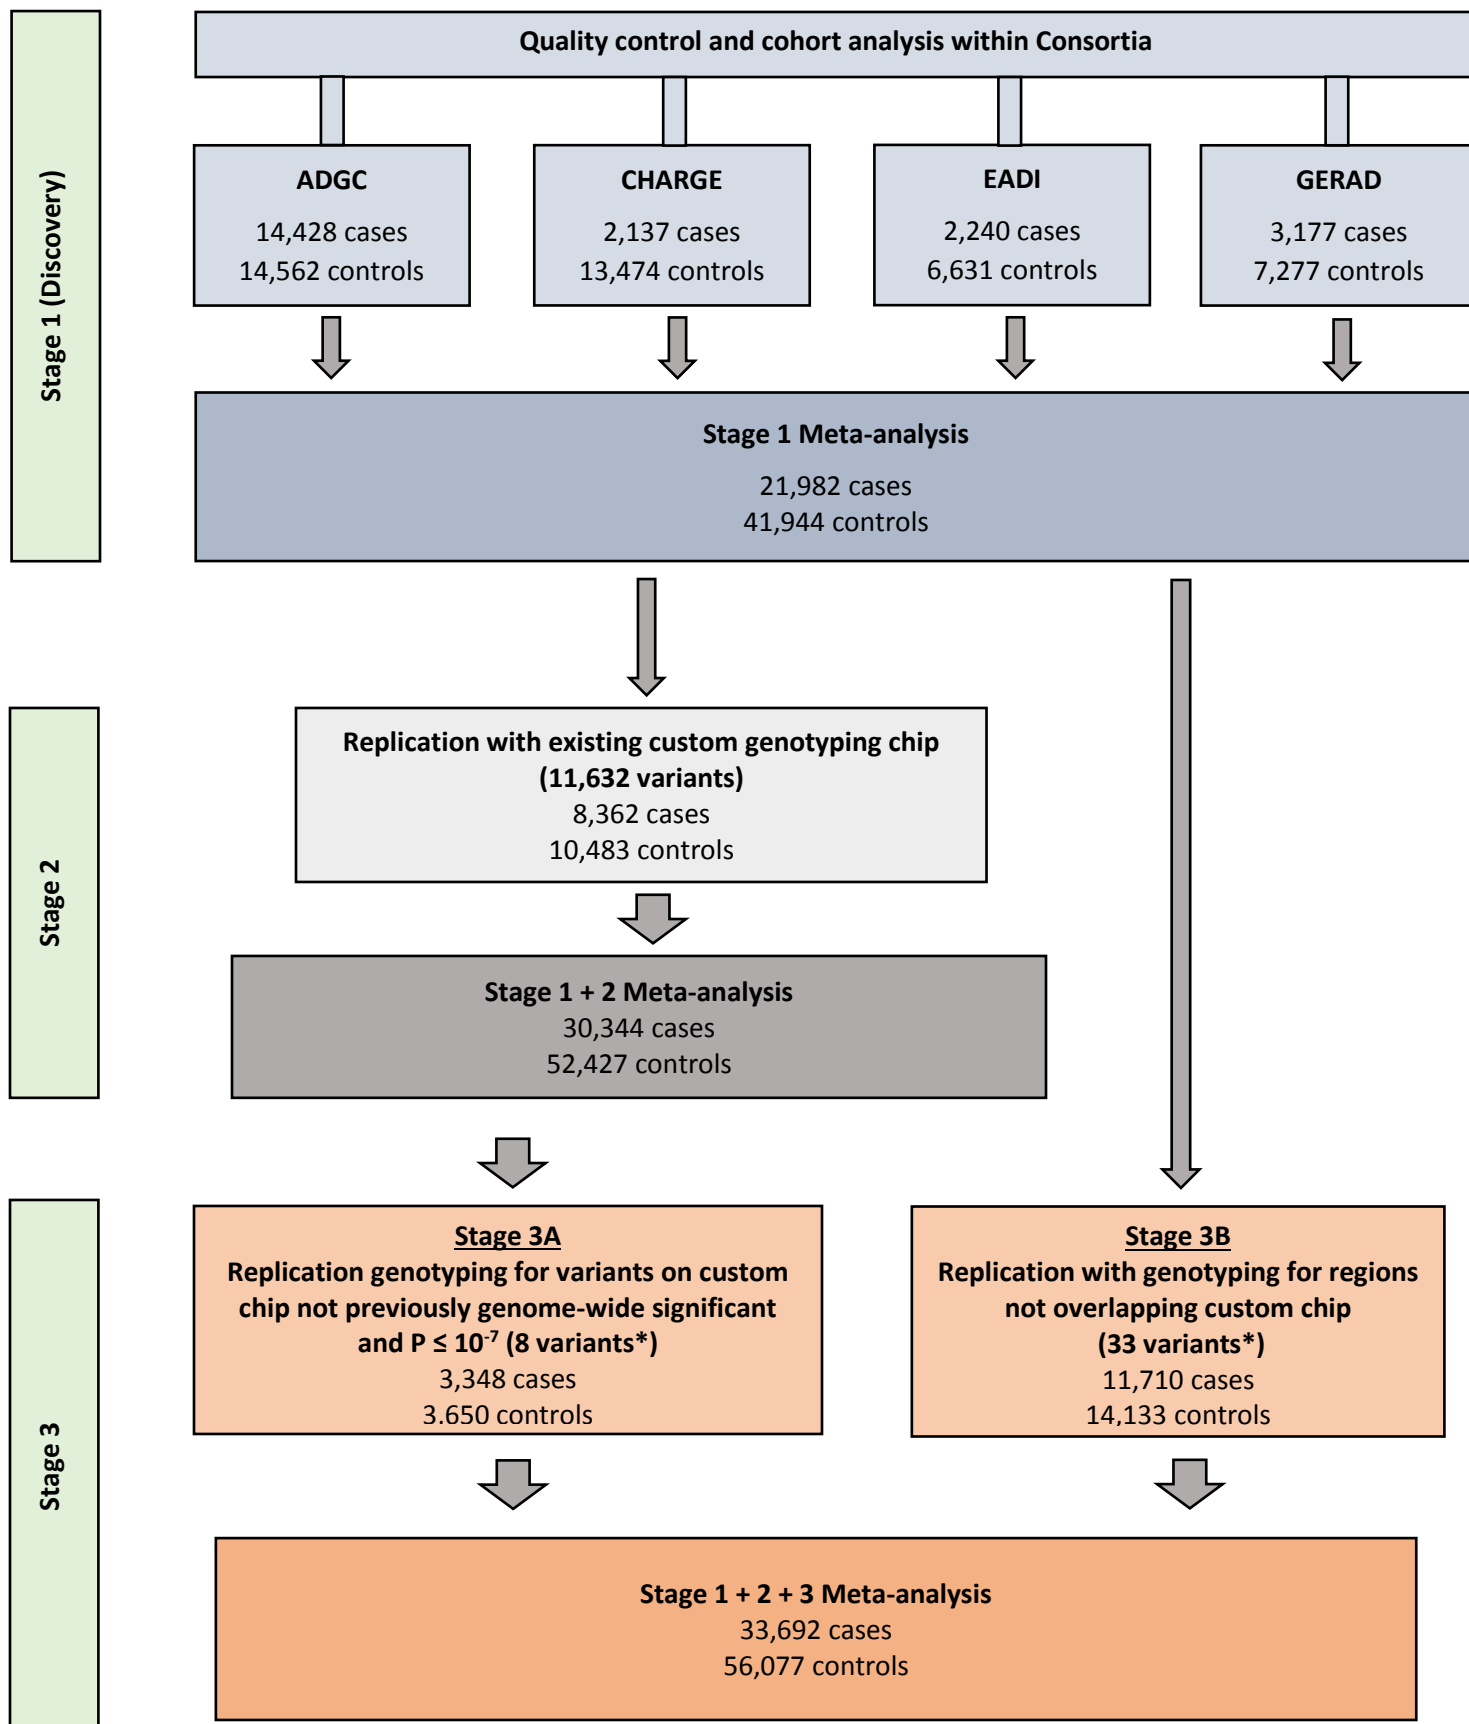 Stage 1 (Discovery)
Quality control and cohort analysis within Consortia
ADGC
14,428 cases
14,562 controls
CHARGE
2,137 cases
13,474 controls
EADI
2,240 cases
6,631 controls
GERAD
3,177 cases
7,277 controls
Stage 1 Meta-analysis
21,982 cases
41,944 controls
Stage 2
Replication with existing custom genotyping chip
(11,632 variants)
8,362 cases
10,483 controls
Stage 1 + 2 Meta-analysis
30,344 cases
52,427 controls
Stage 3
Stage 3A
Replication genotyping for variants on custom
chip not previously genome-wide significant
and P ≤ 10⁻⁷ (8 variants*)
3,348 cases
3,650 controls
Stage 3B
Replication with genotyping for regions
not overlapping custom chip
(33 variants*)
11,710 cases
14,133 controls
Stage 1 + 2 + 3 Meta-analysis
33,692 cases
56,077 controls